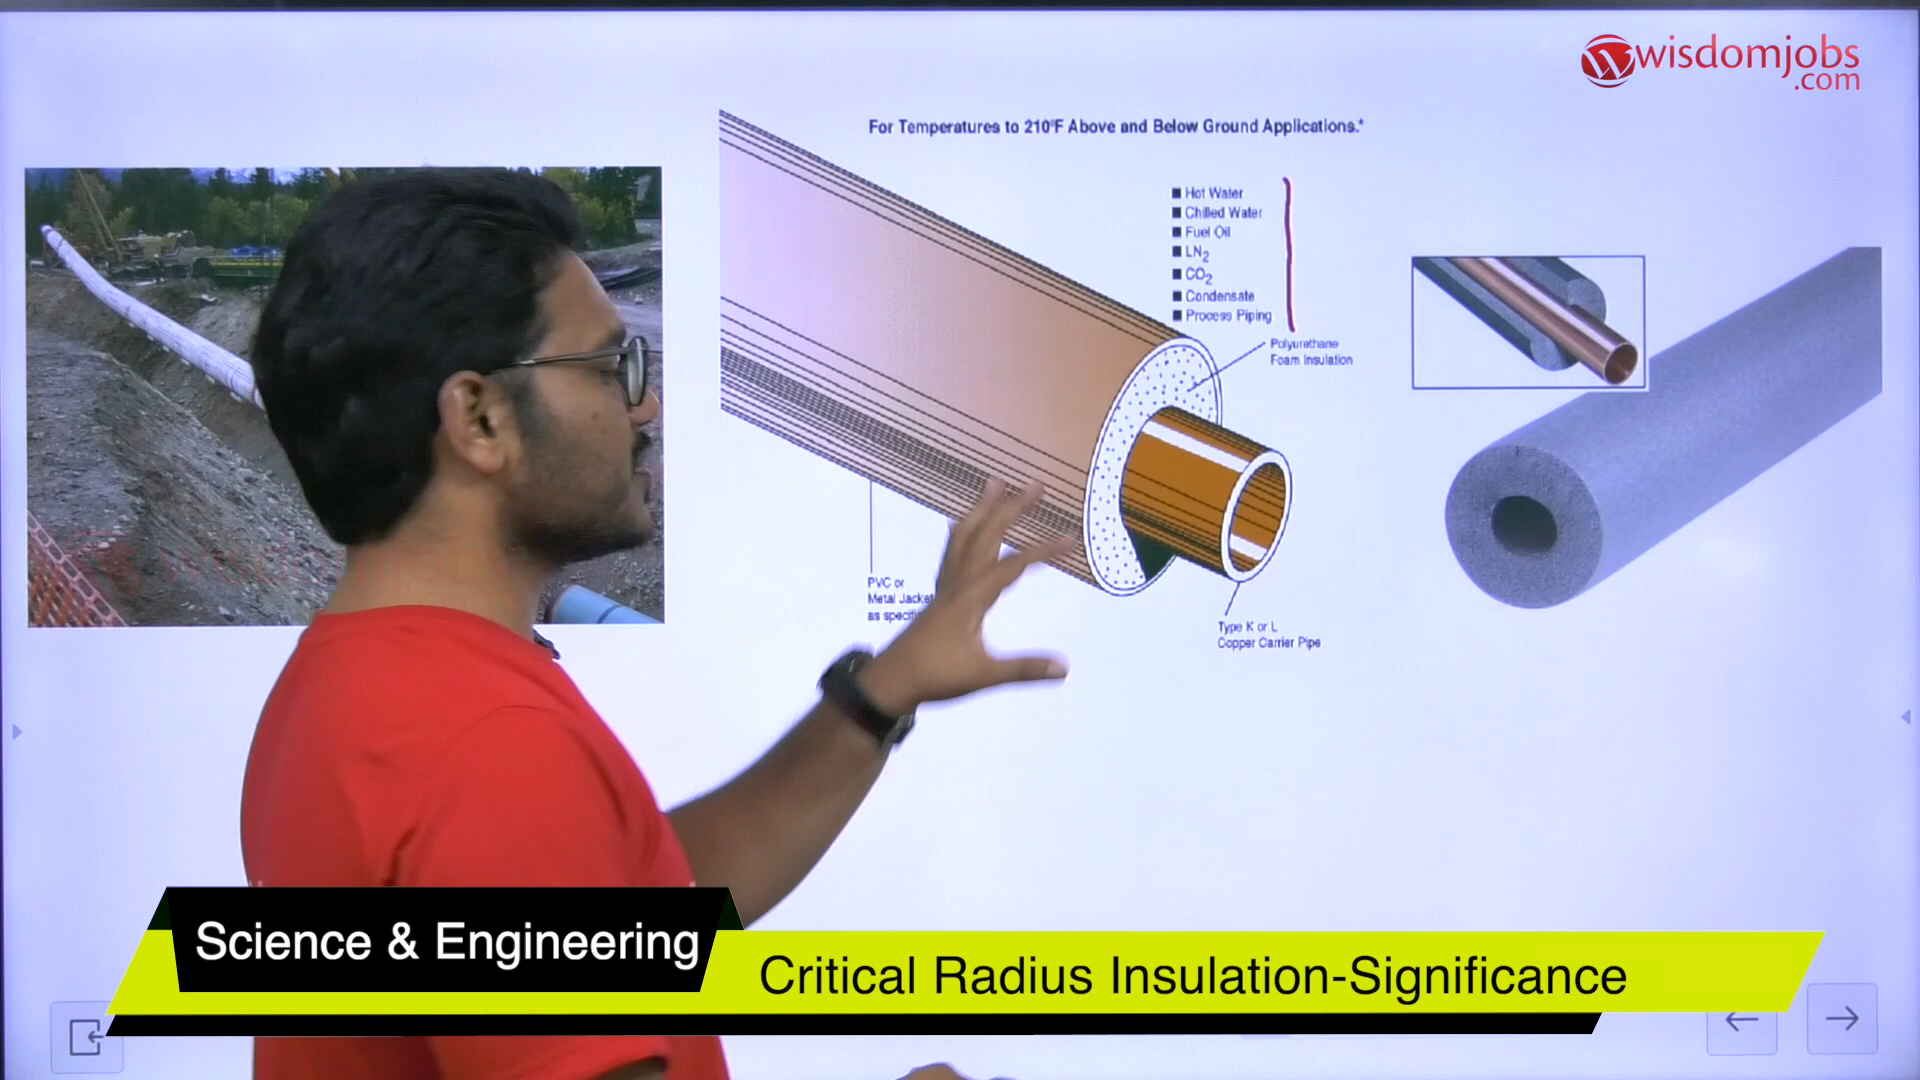 wisdomjobs
.com
For Temperatures to 210°F Above and Below Ground Applications.*
Hot Water
Chilled Water
Fuel Oil
LN2
CO2
Condensate
Process Piping
Polyurethane
Foam Insulation
PVC or
Metal Jacket
as
Type K or L
Copper Carrier Pipe
Science & Engineering
Critical Radius Insulation-Significance